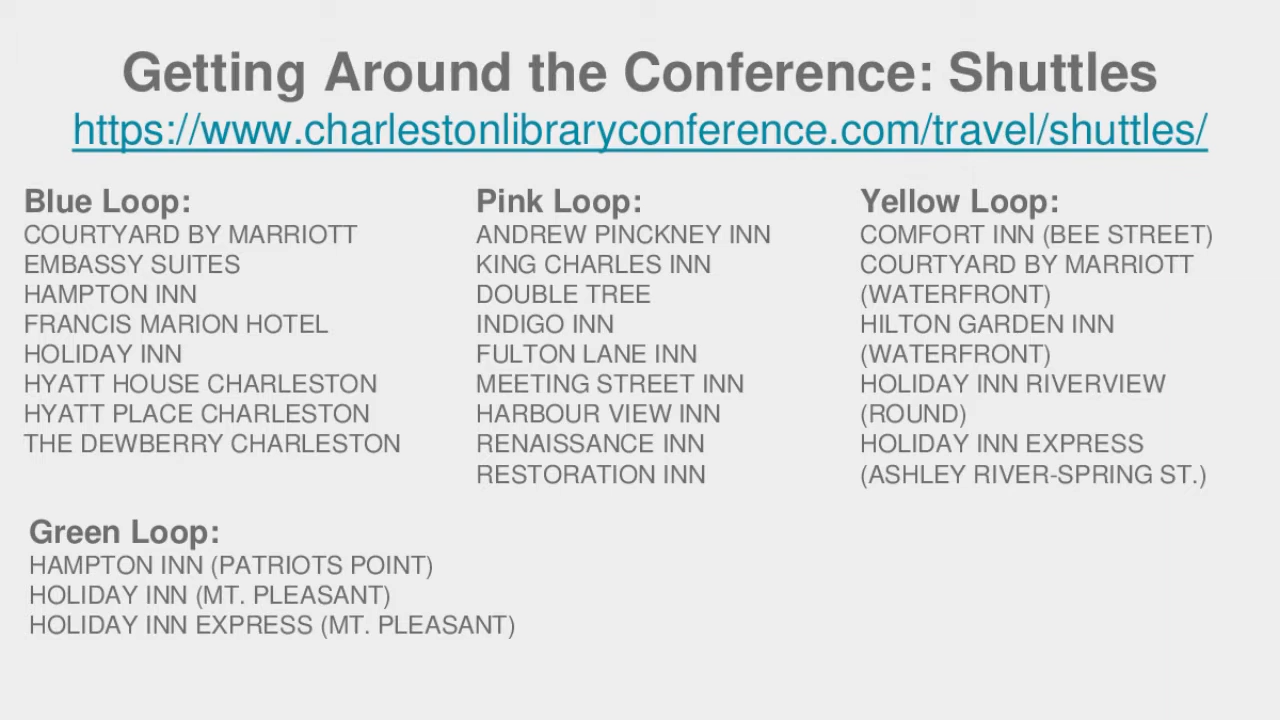 Getting Around the Conference: Shuttles
https://www.charlestonlibraryconference.com/travel/shuttles/
Blue Loop:
COURTYARD BY MARRIOTT
EMBASSY SUITES
HAMPTON INN
FRANCIS MARION HOTEL
HOLIDAY INN
HYATT HOUSE CHARLESTON
HYATT PLACE CHARLESTON
THE DEWBERRY CHARLESTON
Pink Loop:
ANDREW PINCKNEY INN
KING CHARLES INN
DOUBLE TREE
INDIGO INN
FULTON LANE INN
MEETING STREET INN
HARBOUR VIEW INN
RENAISSANCE INN
RESTORATION INN
Yellow Loop:
COMFORT INN (BEE STREET)
COURTYARD BY MARRIOTT
(WATERFRONT)
HILTON GARDEN INN
(WATERFRONT)
HOLIDAY INN RIVERVIEW
(ROUND)
HOLIDAY INN EXPRESS
(ASHLEY RIVER-SPRING ST.)
Green Loop:
HAMPTON INN (PATRIOTS POINT)
HOLIDAY INN (MT. PLEASANT)
HOLIDAY INN EXPRESS (MT. PLEASANT)